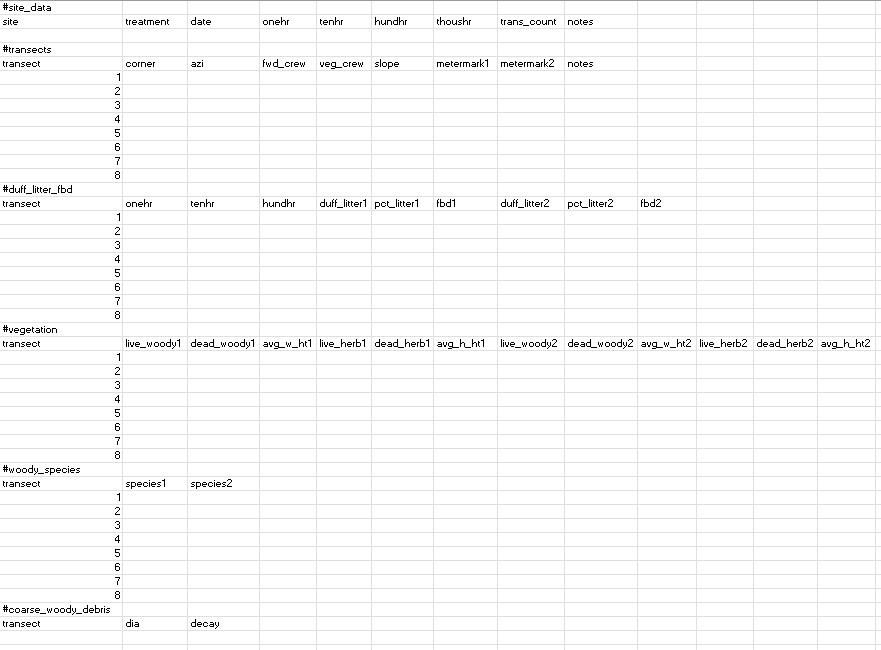 #site_data
site treatment date onehr tenhr hundhr thoushr trans_count notes
#transects
transect corner azi fwd_crew veg_crew slope metermark1 metermark2 notes
1
2
3
4
5
6
7
8
#duff_litter_fbd
transect onehr tenhr hundhr duff_litter1 pct_litter1 fbd1 duff_litter2 pct_litter2 fbd2
1
2
3
4
5
6
7
8
#vegetation
transect live_woody1 dead_woody1 avg_w_ht1 live_herb1 dead_herb1 avg_h_ht1 live_woody2 dead_woody2 avg_w_ht2 live_herb2 dead_herb2 avg_h_ht2
1
2
3
4
5
6
7
8
#woody_species
transect species1 species2
1
2
3
4
5
6
7
8
#coarse_woody_debris
transect dia decay